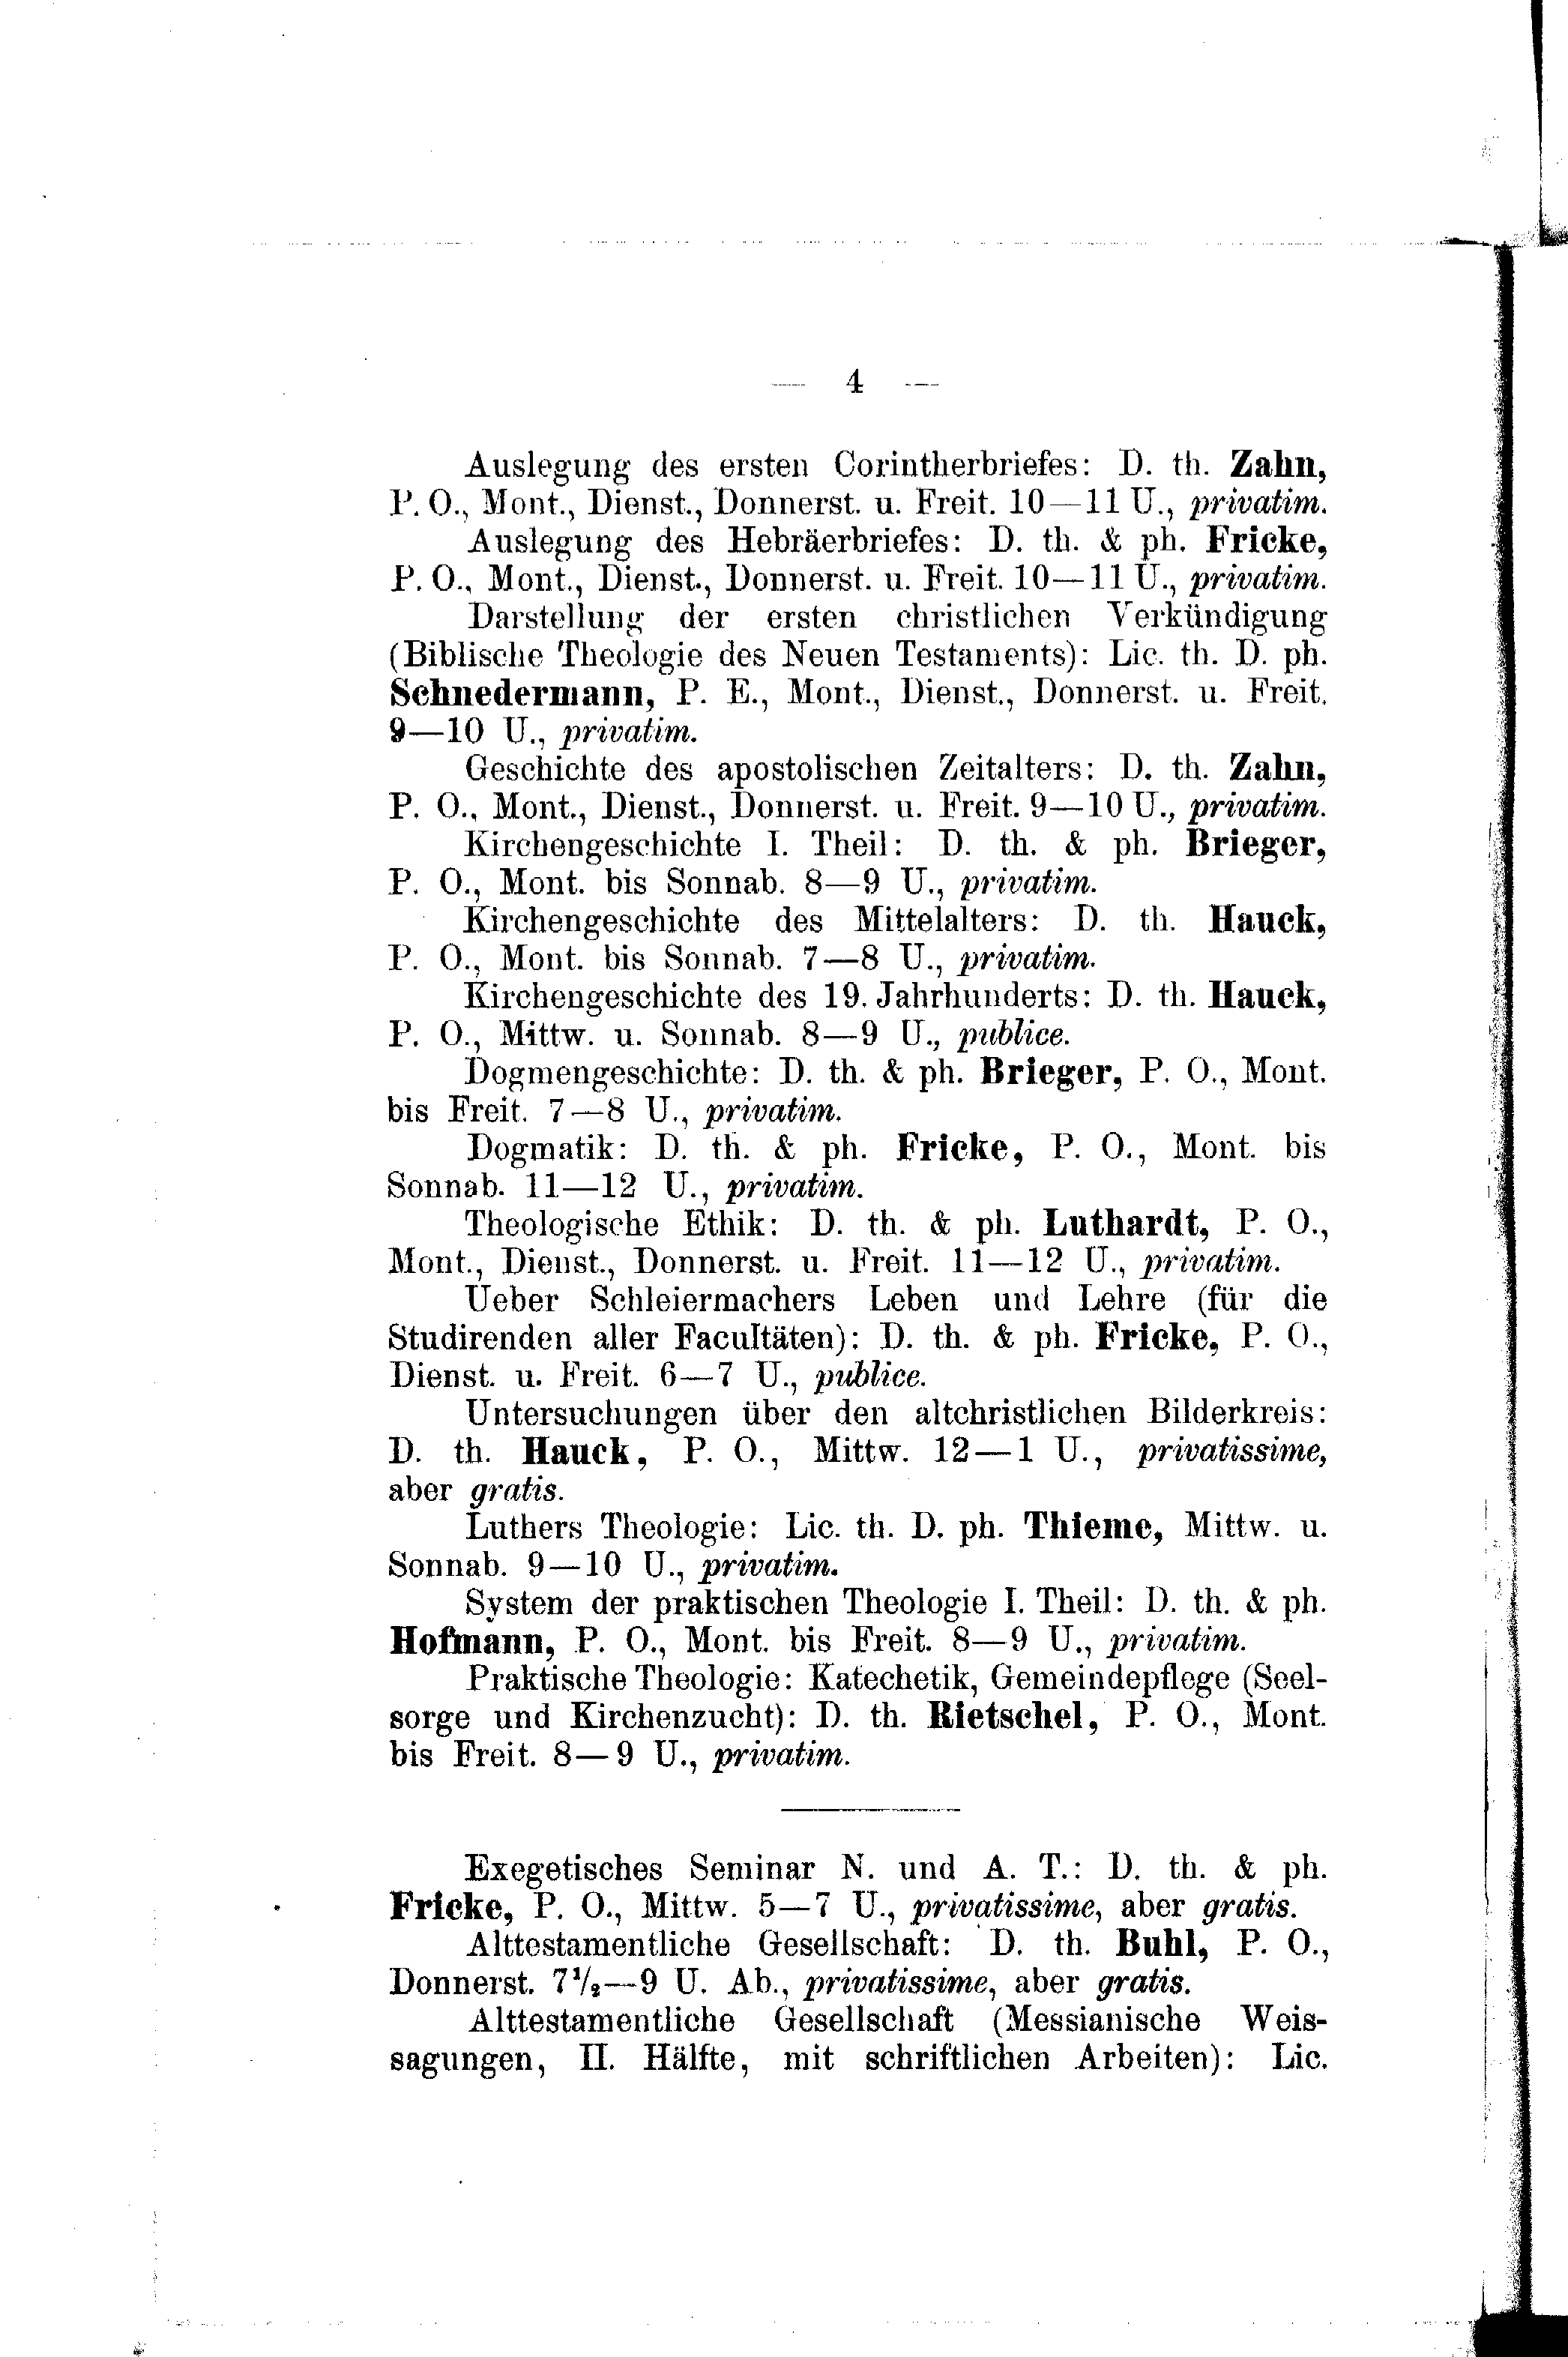 — 4 —
Auslegung des ersten Corintherbriefes: D. th. Zahn,
P. O., Mont., Dienst., Donnerst. u. Freit. 10—11 U., privatim.
Auslegung des Hebräerbriefes: D. th. & ph. Fricke,
P. O., Mont., Dienst., Donnerst. u. Freit. 10—11 U., privatim.
Darstellung der ersten christlichen Verkündigung
(Biblische Theologie des Neuen Testaments): Lic. th. D. ph.
Schnedermann, P. E., Mont., Dienst., Donnerst. u. Freit.
9—10 U., privatim.
Geschichte des apostolischen Zeitalters: D. th. Zahn,
P. O., Mont., Dienst., Donnerst. u. Freit. 9—10 U., privatim.
Kirchengeschichte I. Theil: D. th. & ph. Brieger,
P. O., Mont. bis Sonnab. 8—9 U., privatim.
Kirchengeschichte des Mittelalters: D. th. Hauck,
P. O., Mont. bis Sonnab. 7—8 U., privatim.
Kirchengeschichte des 19. Jahrhunderts: D. th. Hauck,
P. O., Mittw. u. Sonnab. 8—9 U., publice.
Dogmengeschichte: D. th. & ph. Brieger, P. O., Mont.
bis Freit. 7—8 U., privatim.
Dogmatik: D. th. & ph. Fricke, P. O., Mont. bis
Sonnab. 11—12 U., privatim.
Theologische Ethik: D. th. & ph. Luthardt, P. O.,
Mont., Dienst., Donnerst. u. Freit. 11—12 U., privatim.
Ueber Schleiermachers Leben und Lehre (für die
Studirenden aller Facultäten): D. th. & ph. Fricke, P. O.,
Dienst. u. Freit. 6—7 U., publice.
Untersuchungen über den altchristlichen Bilderkreis:
D. th. Hauck, P. O., Mittw. 12—1 U., privatissime,
aber gratis.
Luthers Theologie: Lic. th. D. ph. Thieme, Mittw. u.
Sonnab. 9—10 U., privatim.
System der praktischen Theologie I. Theil: D. th. & ph.
Hofmann, P. O., Mont. bis Freit. 8—9 U., privatim.
Praktische Theologie: Katechetik, Gemeindepflege (Seel-
sorge und Kirchenzucht): D. th. Rietschel, P. O., Mont.
bis Freit. 8—9 U., privatim.
Exegetisches Seminar N. und A. T.: D. th. & ph.
Fricke, P. O., Mittw. 5—7 U., privatissime, aber gratis.
Alttestamentliche Gesellschaft: D. th. Buhl, P. O.,
Donnerst. 7½—9 U. Ab., privatissime, aber gratis.
Alttestamentliche Gesellschaft (Messianische Weis-
sagungen, II. Hälfte, mit schriftlichen Arbeiten): Lic.